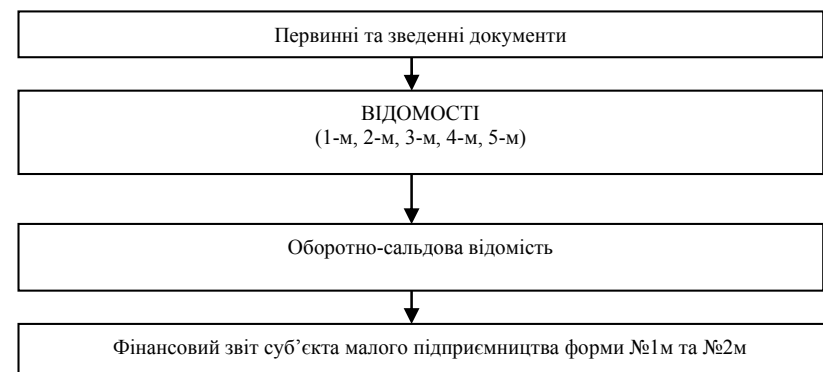 Первинні та зведенні документи
ВІДОМОСТІ
(1-м, 2-м, 3-м, 4-м, 5-м)
Оборотно-сальдова відомість
Фінансовий звіт суб’єкта малого підприємництва форми №1м та №2м